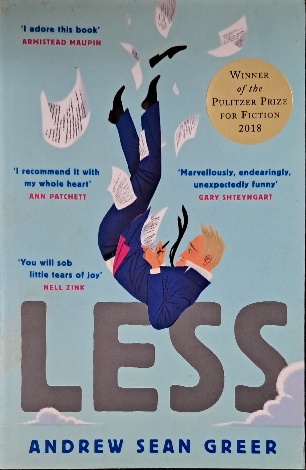 'I adore this book'
ARMISTEAD MAUPIN
WINNER
of the
PULITZER PRIZE
FOR FICTION
2018
'I recommend it with
my whole heart'
ANN PATCHETT
'Marvellously, endearingly,
unexpectedly funny'
GARY SHTEYNGART
'You will sob
little tears of joy'
NELL ZINK
LESS
ANDREW SEAN GREER